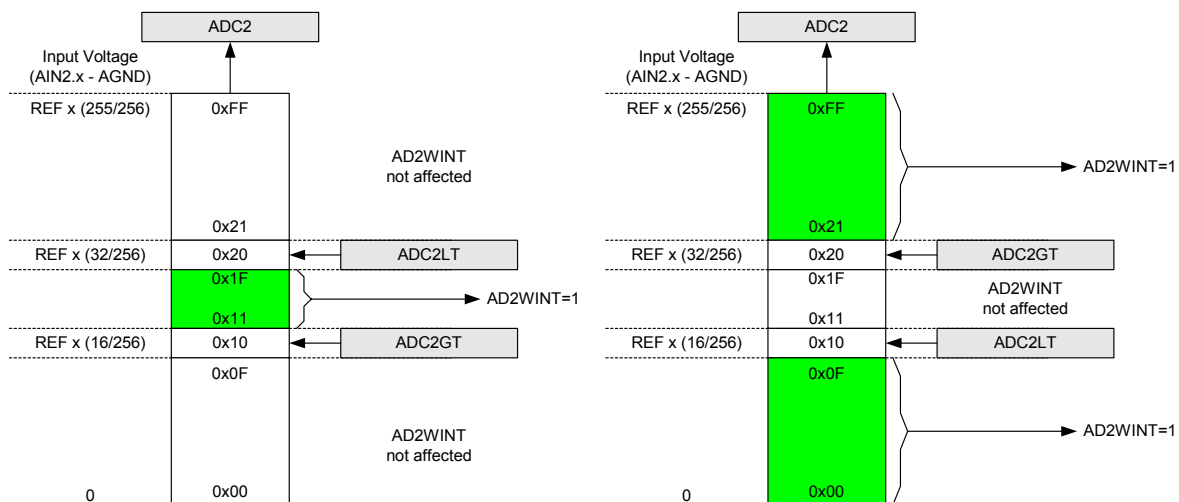 ADC2
Input Voltage
(AIN2.x - AGND)
REF x (255/256)
0xFF
AD2WINT
not affected
0x21
REF x (32/256)
0x20
ADC2LT
0x1F
AD2WINT=1
0x11
REF x (16/256)
0x10
ADC2GT
0x0F
AD2WINT
not affected
0
0x00
ADC2
Input Voltage
(AIN2.x - AGND)
REF x (255/256)
0xFF
AD2WINT=1
0x21
REF x (32/256)
0x20
ADC2GT
0x1F
AD2WINT
not affected
0x11
REF x (16/256)
0x10
ADC2LT
0x0F
AD2WINT=1
0
0x00